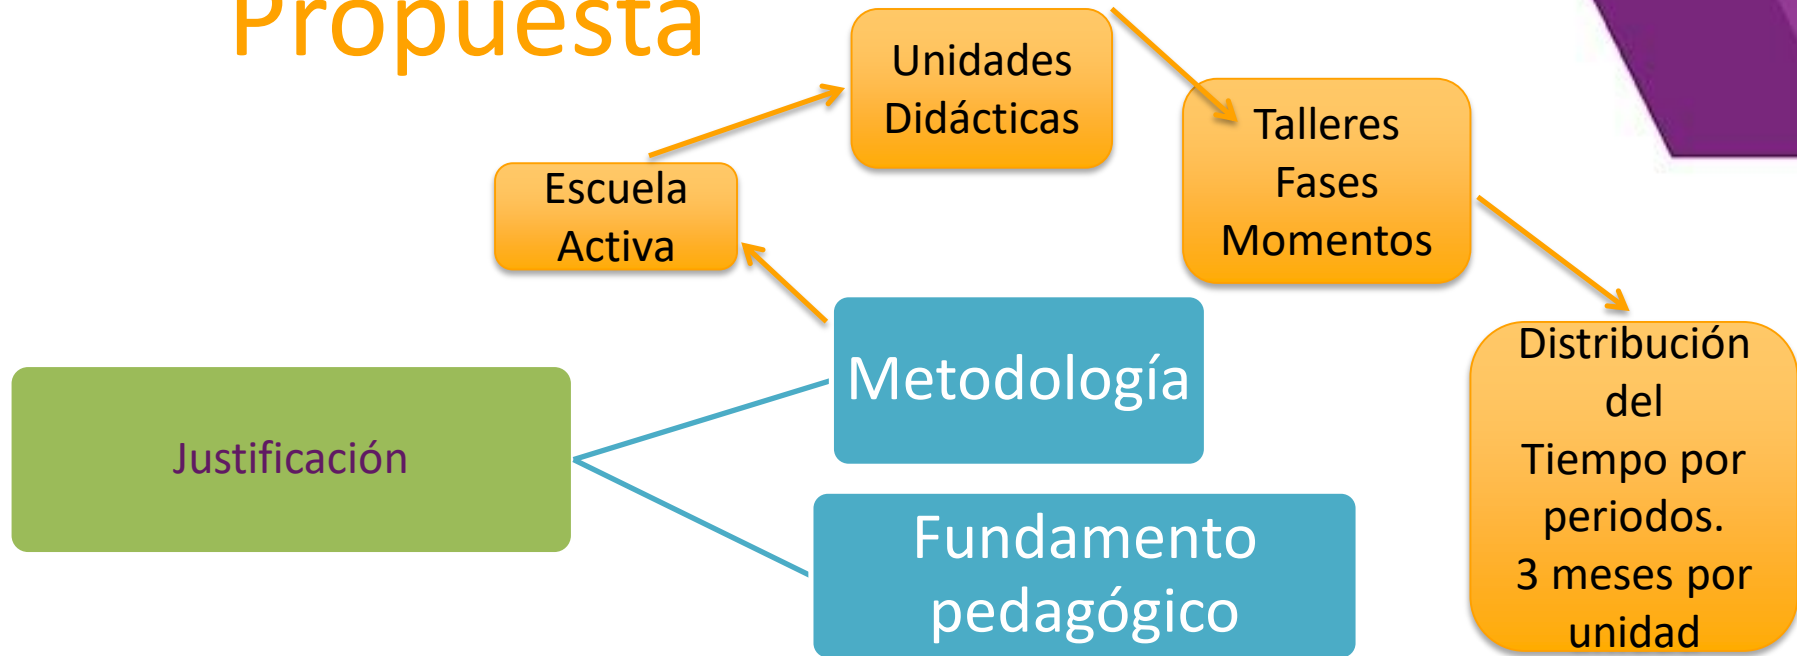 Propuesta
Unidades
Didácticas
Talleres
Fases
Momentos
Escuela
Activa
Metodología
Justificación
Distribución
del
Tiempo por
periodos.
3 meses por
unidad
Fundamento
pedagógico